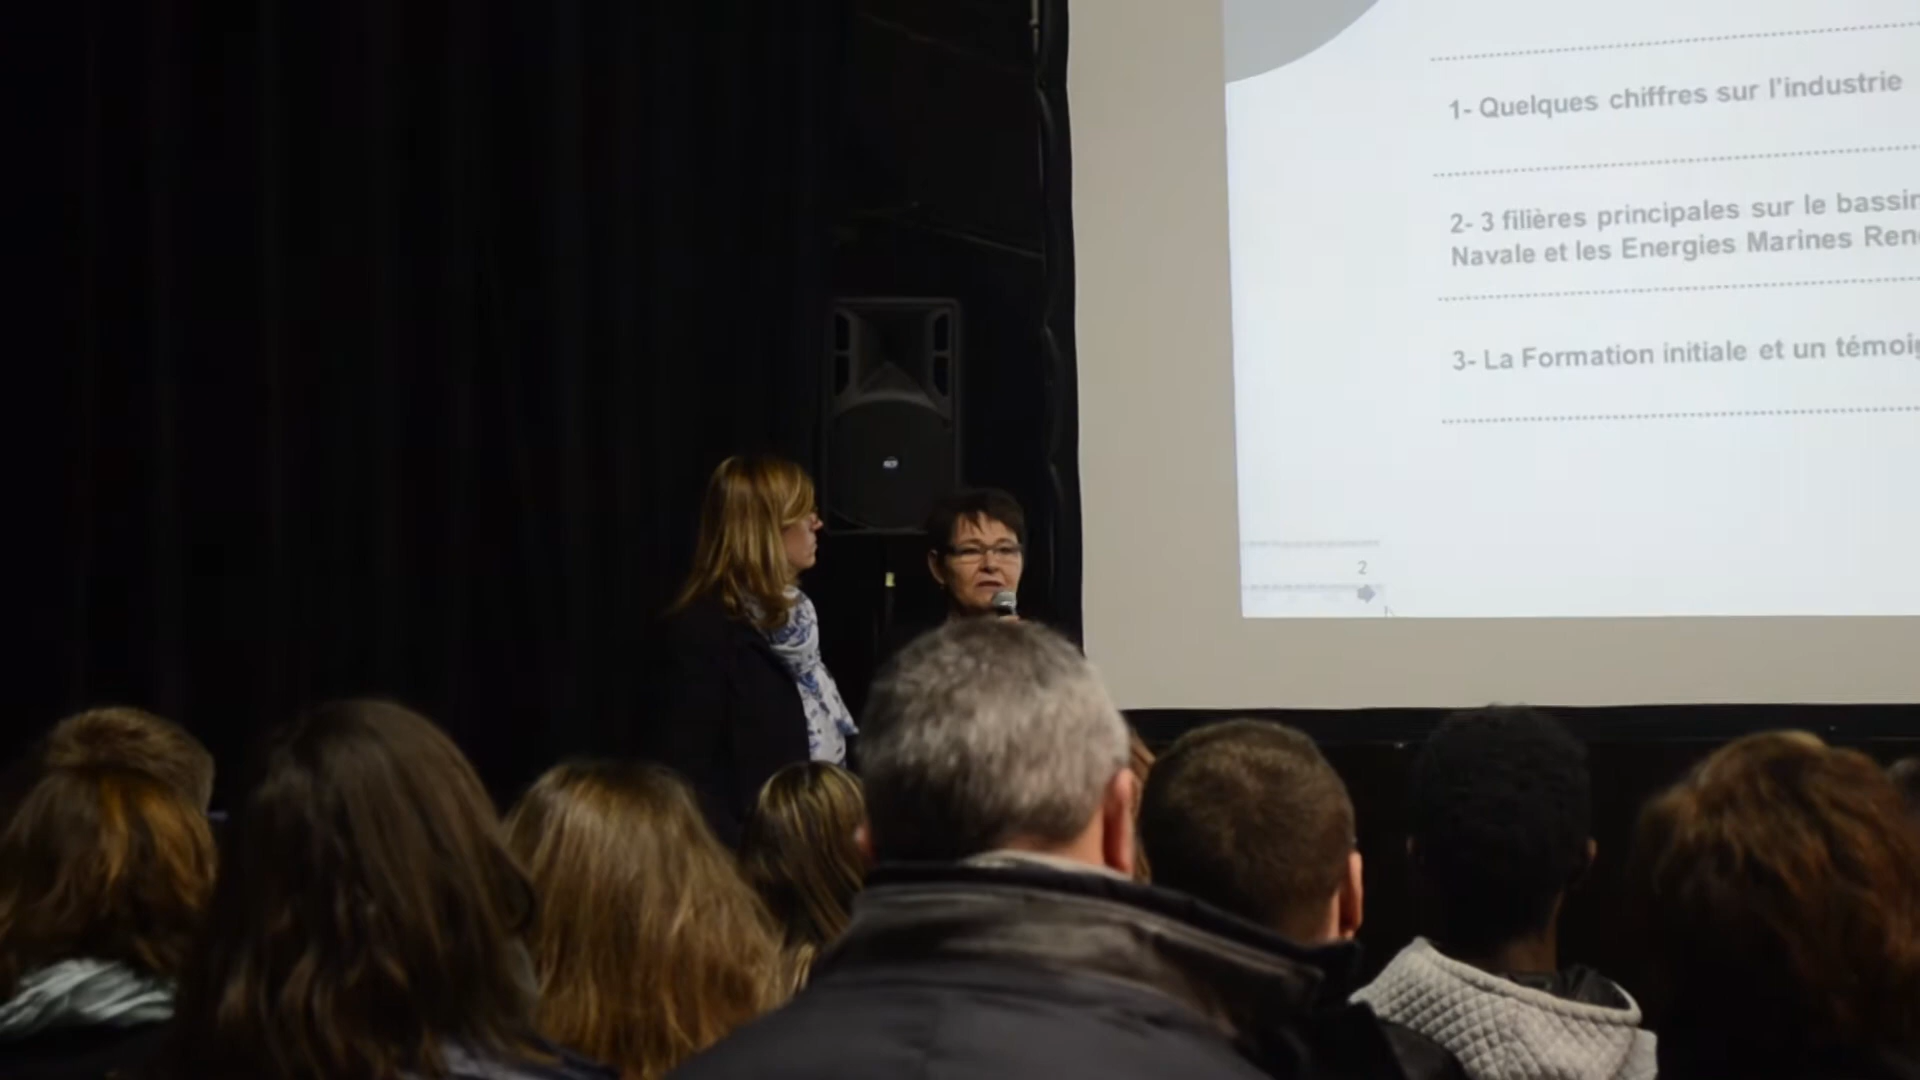 1- Quelques chiffres sur l'industrie
2- 3 filières principales sur le bassin
Navale et les Energies Marines Ren
3- La Formation initiale et un témoig
2